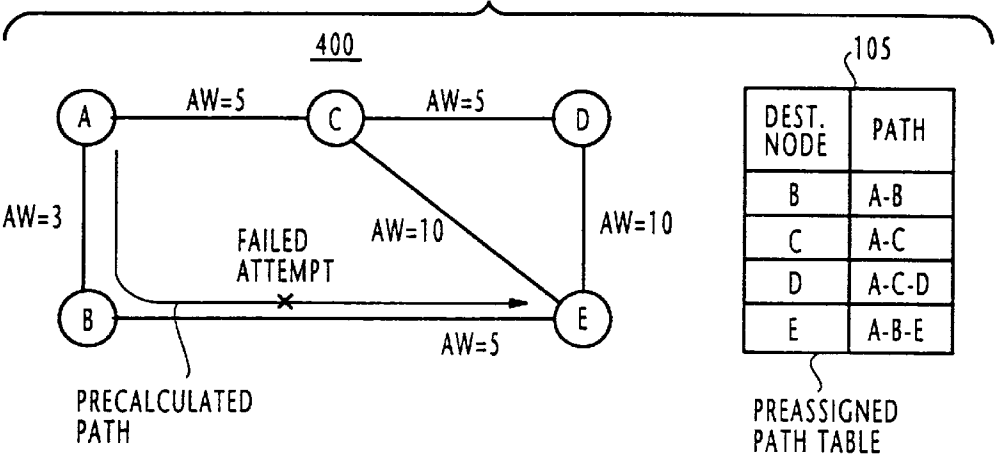 400
105
A
AW=5
C
AW=5
D
AW=3
AW=10
AW=10
FAILED
ATTEMPT
B
E
AW=5
PRECALCULATED
PATH
DEST.
NODE
PATH
B
A-B
C
A-C
D
A-C-D
E
A-B-E
PREASSIGNED
PATH TABLE